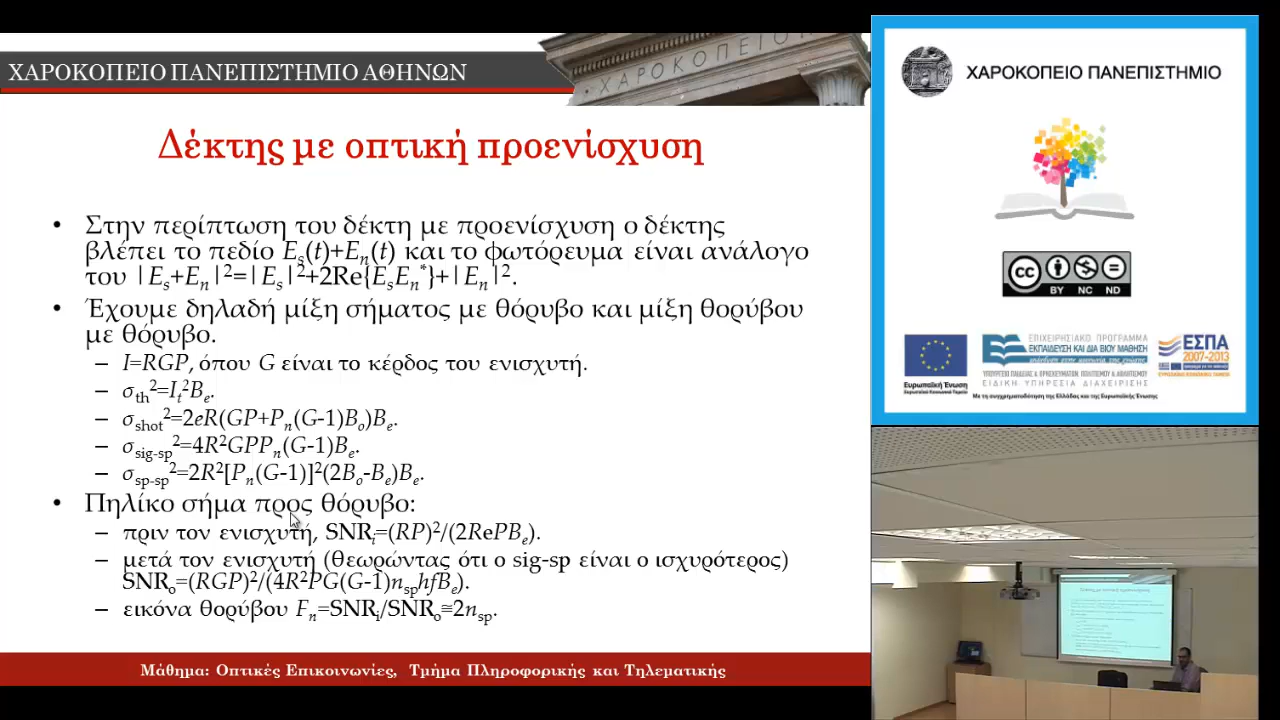 ΧΑΡΟΚΟΠΕΙΟ ΠΑΝΕΠΙΣΤΗΜΙΟ ΑΘΗΝΩΝ
ΧΑΡΟΚΟΠΕΙΟΝ
Δέκτης με οπτική προενίσχυση
• Στην περίπτωση του δέκτη με προενίσχυση ο δέκτης
βλέπει το πεδίο Es(t)+En(t) και το φωτόρευμα είναι ανάλογο
του |Es+En|²=|Es|²+2Re{EsEn*}+|En|².
• Έχουμε δηλαδή μίξη σήματος με θόρυβο και μίξη θορύβου
με θόρυβο.
– I=RGP, όπου G είναι το κέρδος του ενισχυτή.
– σth²=It²Be.
– σshot²=2eR(GP+Pn(G-1)Bo)Be.
– σsig-sp²=4R²GPPn(G-1)Be.
– σsp-sp²=2R²[Pn(G-1)]²(2Bo-Be)Be.
• Πηλίκο σήμα προς θόρυβο:
– πριν τον ενισχυτή, SNRi=(RP)²/(2RePBe).
– μετά τον ενισχυτή (θεωρώντας ότι ο sig-sp είναι ο ισχυρότερος)
SNRo=(RGP)²/(4R²PG(G-1)nsphfBe).
– εικόνα θορύβου Fn=SNRi/SNRo≅2nsp.
Μάθημα: Οπτικές Επικοινωνίες, Τμήμα Πληροφορικής και Τηλεματικής
ΧΑΡΟΚΟΠΕΙΟ ΠΑΝΕΠΙΣΤΗΜΙΟ
cc
BY NC ND
Ευρωπαϊκή Ένωση
Ευρωπαϊκό Κοινωνικό Ταμείο
ΕΠΙΧΕΙΡΗΣΙΑΚΟ ΠΡΟΓΡΑΜΜΑ
ΕΚΠΑΙΔΕΥΣΗ ΚΑΙ ΔΙΑ ΒΙΟΥ ΜΑΘΗΣΗ
ΕΙΔΙΚΗ ΥΠΗΡΕΣΙΑ ΔΙΑΧΕΙΡΙΣΗΣ
ΕΣΠΑ
2007-2013
Με τη συγχρηματοδότηση της Ελλάδας και της Ευρωπαϊκής Ένωσης